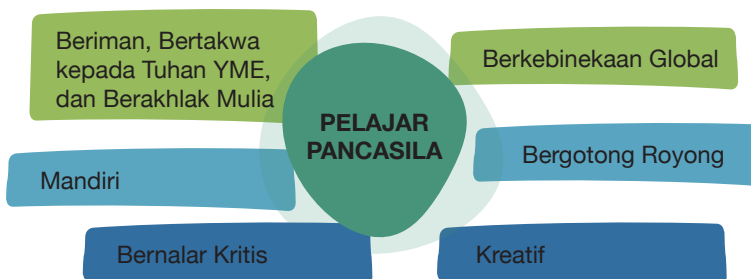 Beriman, Bertakwa
kepada Tuhan YME,
dan Berakhlak Mulia
Berkebinekaan Global
PELAJAR
PANCASILA
Mandiri
Bergotong Royong
Bernalar Kritis
Kreatif